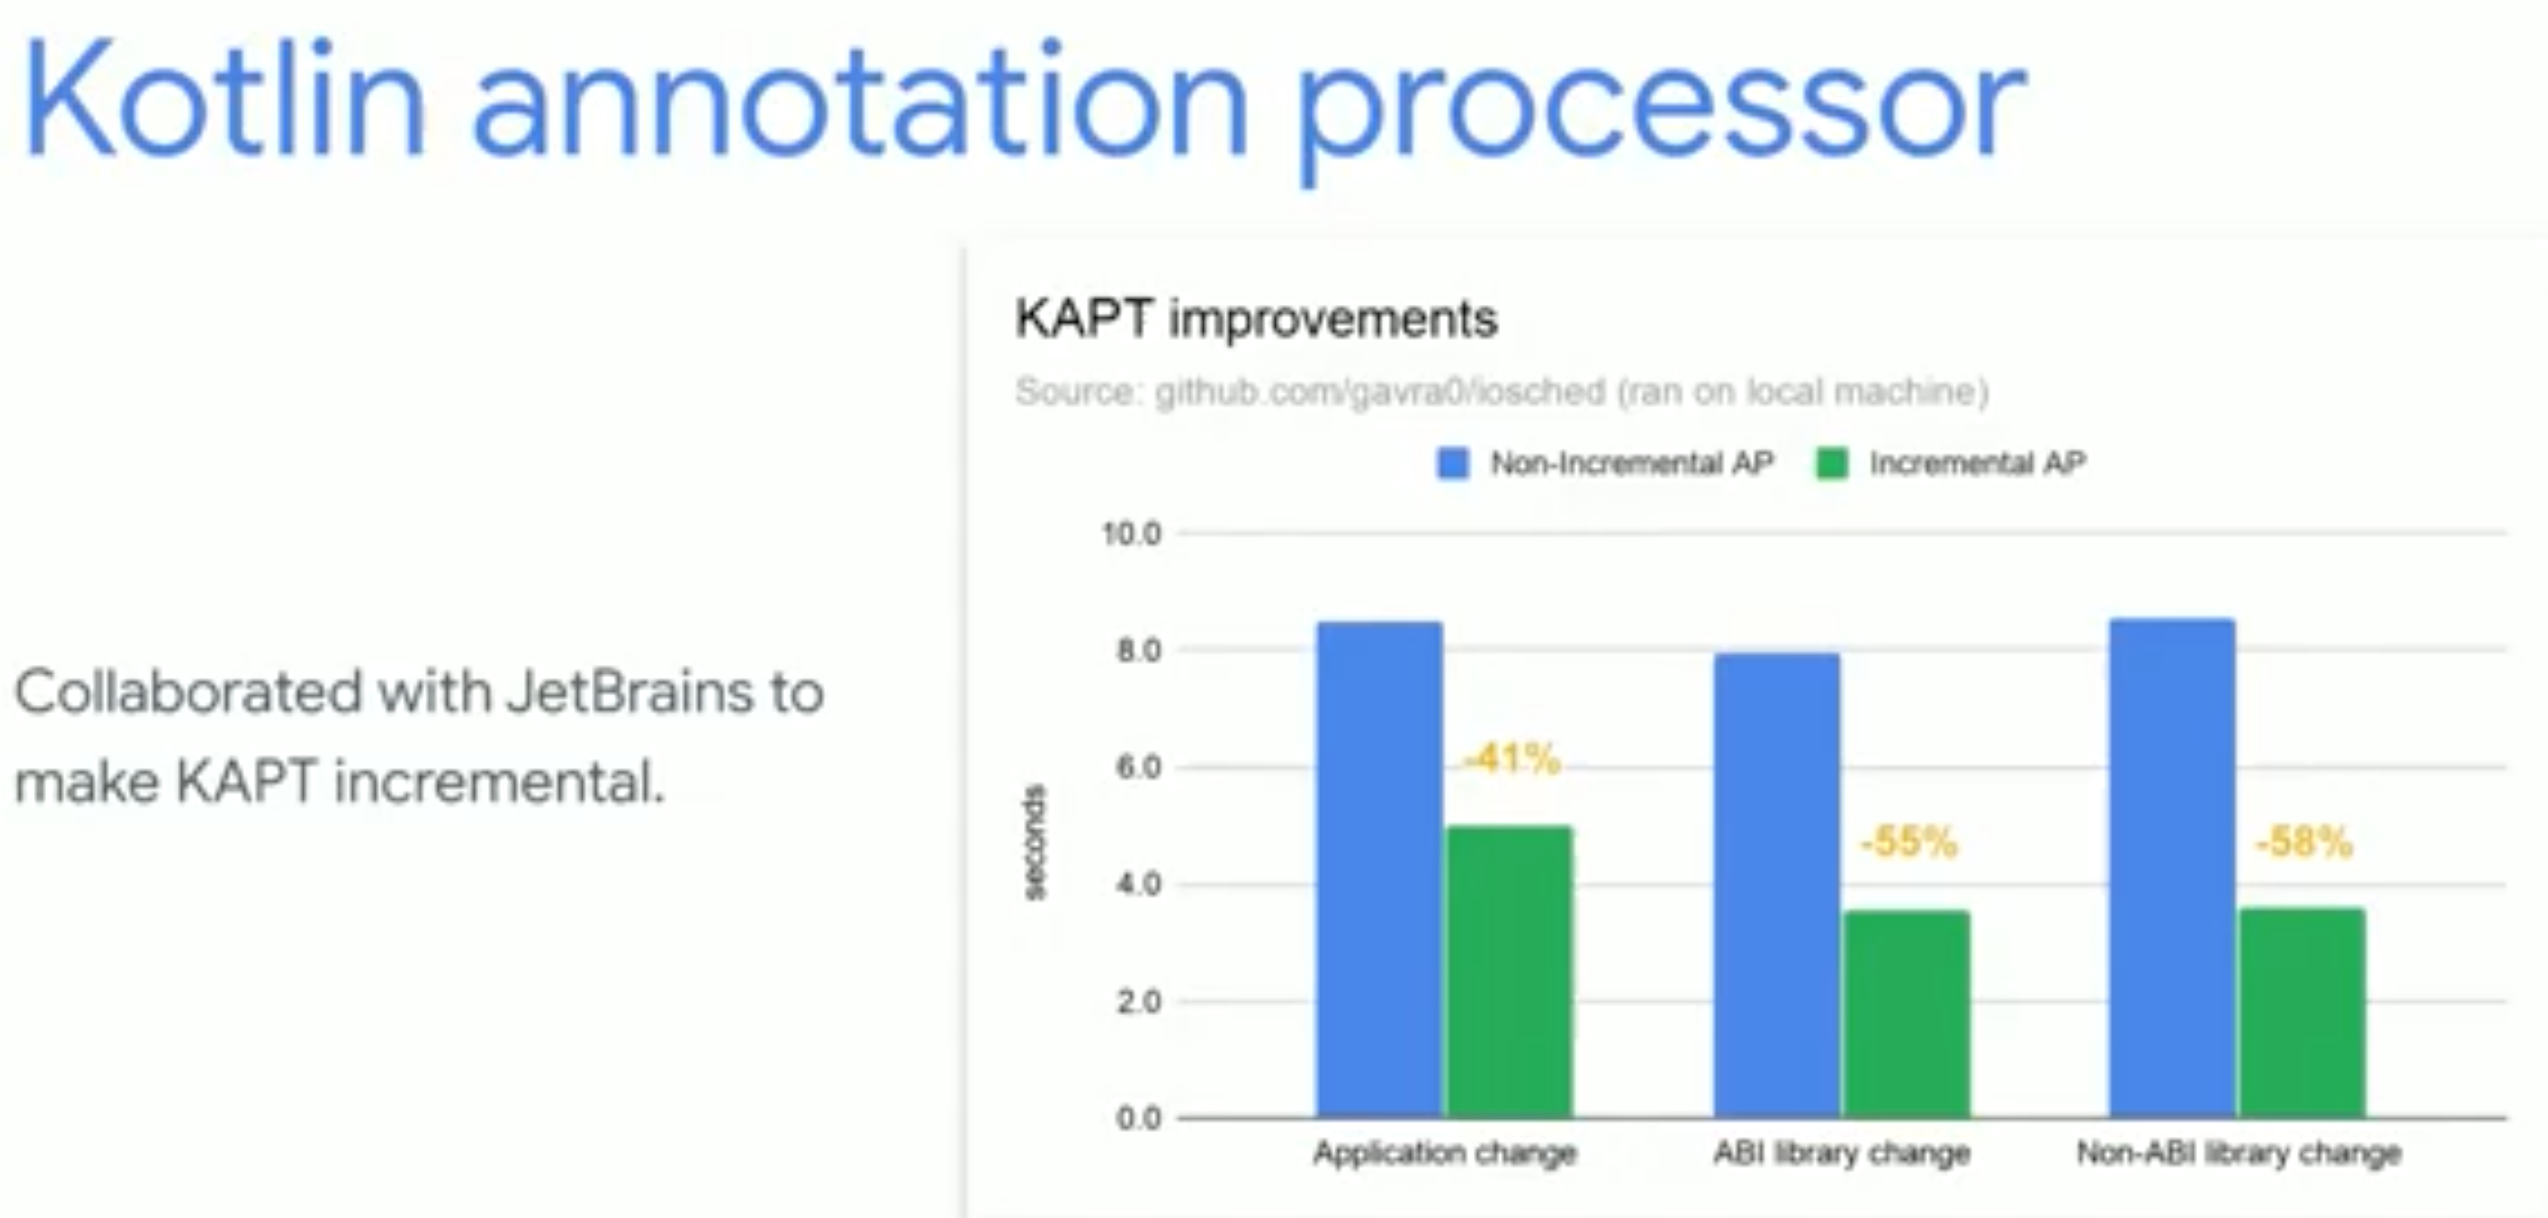 Kotlin annotation processor
Collaborated with JetBrains to
make KAPT incremental.
KAPT improvements
Source: github.com/gavra0/iosched (ran on local machine)
Non-Incremental AP Incremental AP
10.0
8.0
6.0
4.0
2.0
0.0
seconds
-41%
-55%
-58%
Application change ABI library change Non-ABI library change